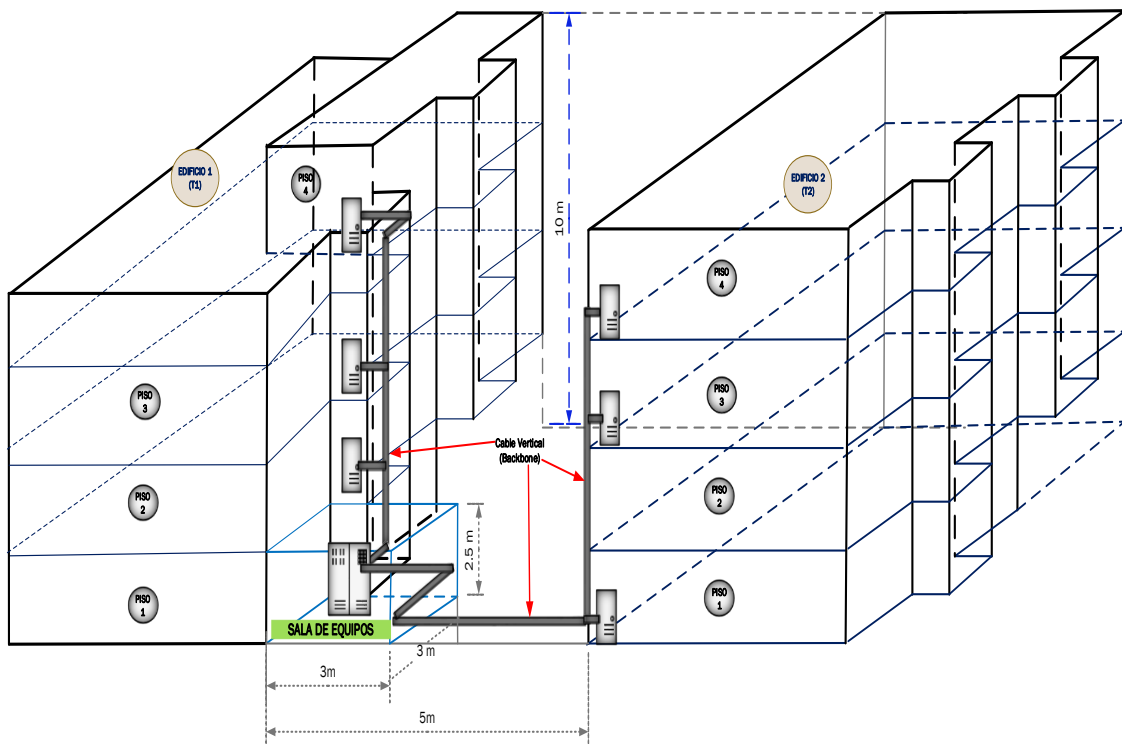 EDIFICIO 1
(T1)
PISO
4
EDIFICIO 2
(T2)
10 m
PISO
4
PISO
3
PISO
3
Cable Vertical
(Backbone)
PISO
2
PISO
2
2.5 m
PISO
1
PISO
1
SALA DE EQUIPOS
3 m
3m
5m